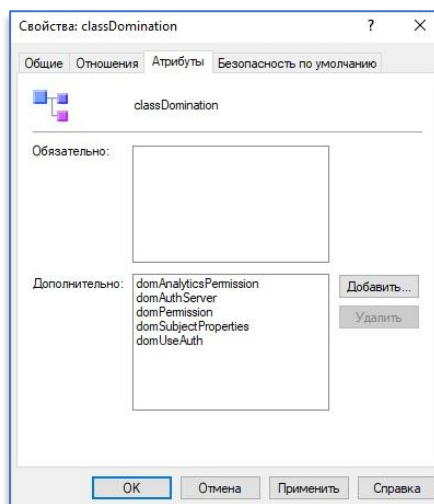 Свойства: classDomination ? ×
Общие Отношения Атрибуты Безопасность по умолчанию
classDomination
Обязательно:
Дополнительно:
domAnalyticsPermission
domAuthServer
domPermission
domSubjectProperties
domUseAuth
Добавить...
Удалить
OK Отмена Применить Справка